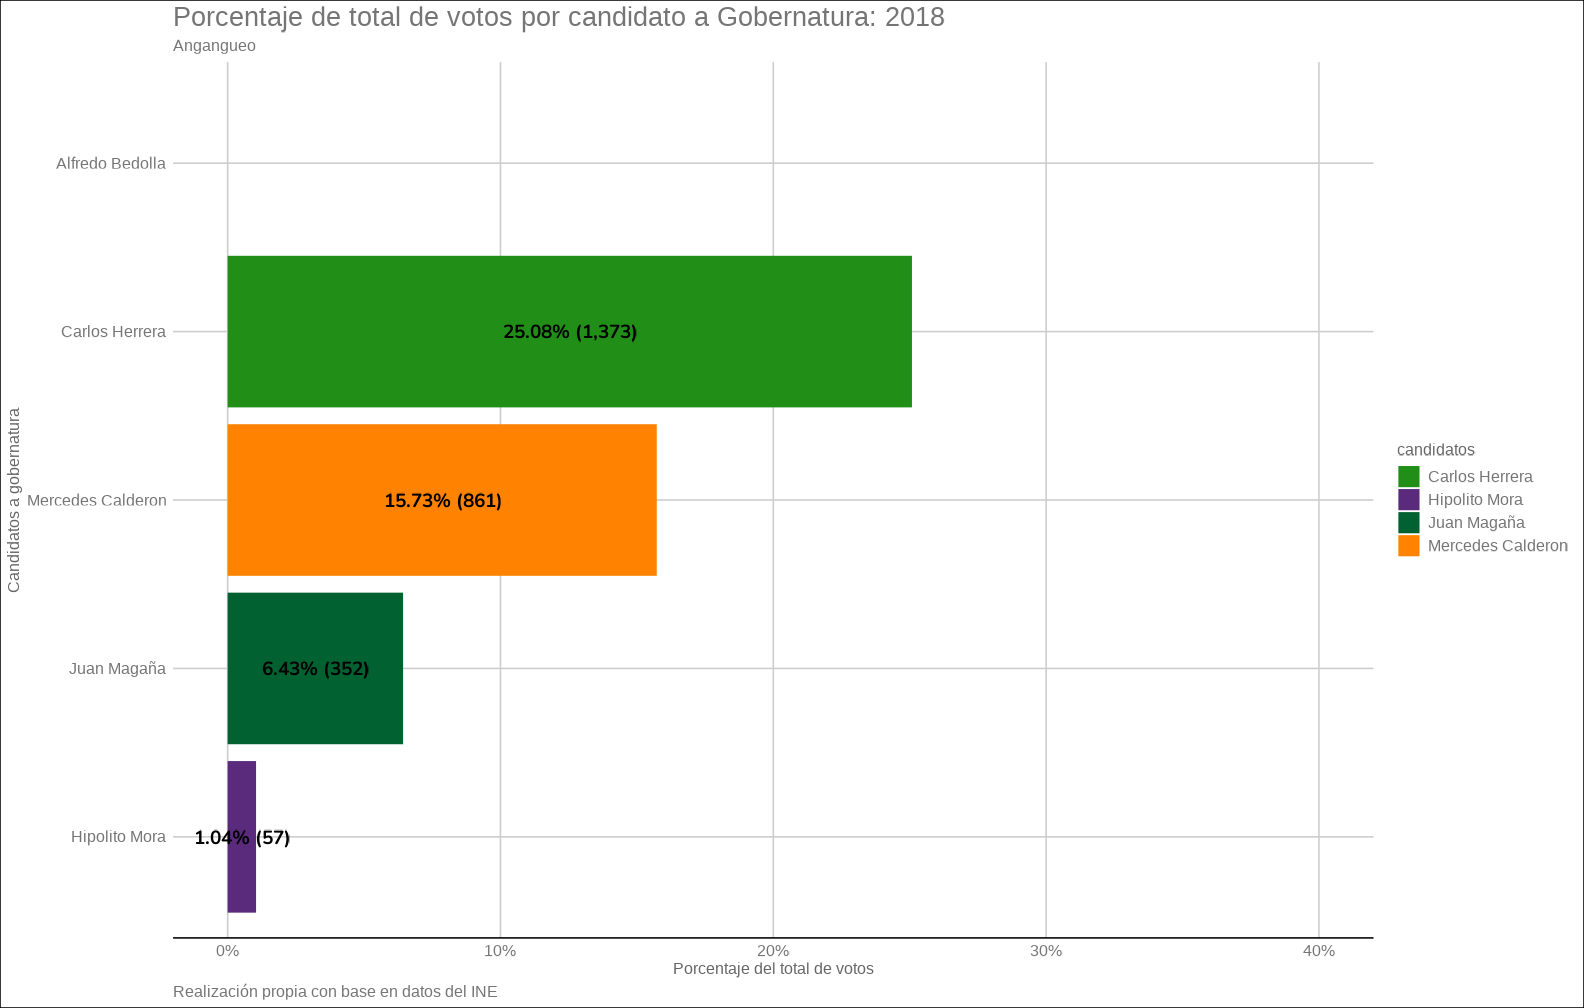 Porcentaje de total de votos por candidato a Gobernatura: 2018
Angangueo
Candidatos a gobernatura
Alfredo Bedolla
Carlos Herrera
25.08% (1,373)
Mercedes Calderon
15.73% (861)
Juan Magaña
6.43% (352)
Hipolito Mora
1.04% (57)
0% 10% 20% 30% 40%
Porcentaje del total de votos
candidatos
Carlos Herrera
Hipolito Mora
Juan Magaña
Mercedes Calderon
Realización propia con base en datos del INE